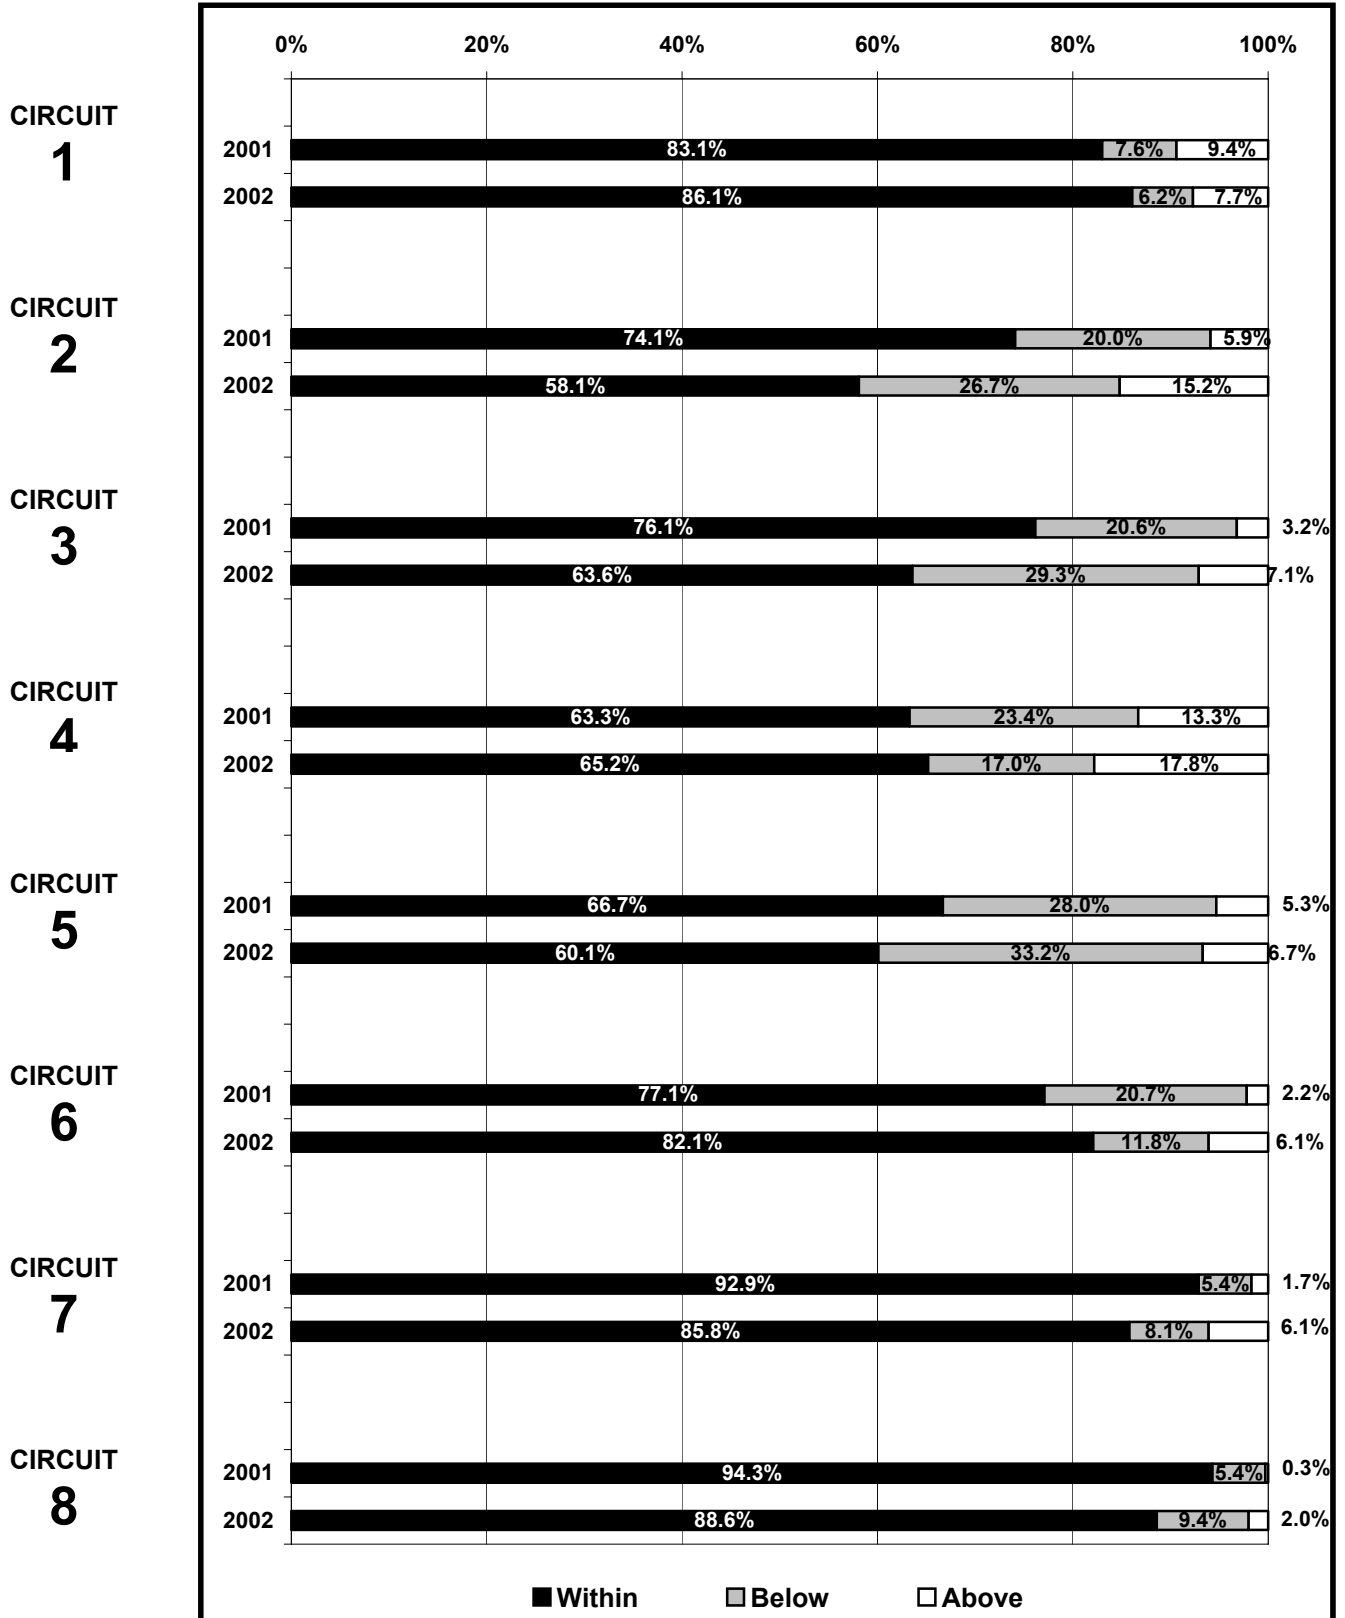 0% 20% 40% 60% 80% 100%
CIRCUIT
1
2001 83.1% 7.6% 9.4%
2002 86.1% 6.2% 7.7%
CIRCUIT
2
2001 74.1% 20.0% 5.9%
2002 58.1% 26.7% 15.2%
CIRCUIT
3
2001 76.1% 20.6% 3.2%
2002 63.6% 29.3% 7.1%
CIRCUIT
4
2001 63.3% 23.4% 13.3%
2002 65.2% 17.0% 17.8%
CIRCUIT
5
2001 66.7% 28.0% 5.3%
2002 60.1% 33.2% 6.7%
CIRCUIT
6
2001 77.1% 20.7% 2.2%
2002 82.1% 11.8% 6.1%
CIRCUIT
7
2001 92.9% 5.4% 1.7%
2002 85.8% 8.1% 6.1%
CIRCUIT
8
2001 94.3% 5.4% 0.3%
2002 88.6% 9.4% 2.0%
Within Below Above